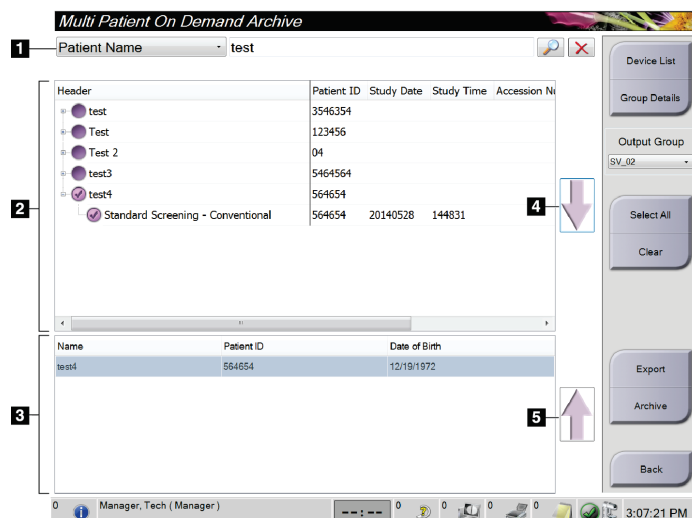 Multi Patient On Demand Archive
1
Patient Name
test
Device List
Group Details
Output Group
SV_02
Select All
Clear
Export
Archive
Back
2
Header Patient ID Study Date Study Time Accession Nu
test 3546354
Test 123456
Test 2 04
test3 5464564
test4 564654
Standard Screening - Conventional 564654 20140528 144831
4
3
Name Patient ID Date of Birth
test4 564654 12/19/1972
5
0 Manager, Tech ( Manager ) --:-- 0 0 0 0 3:07:21 PM